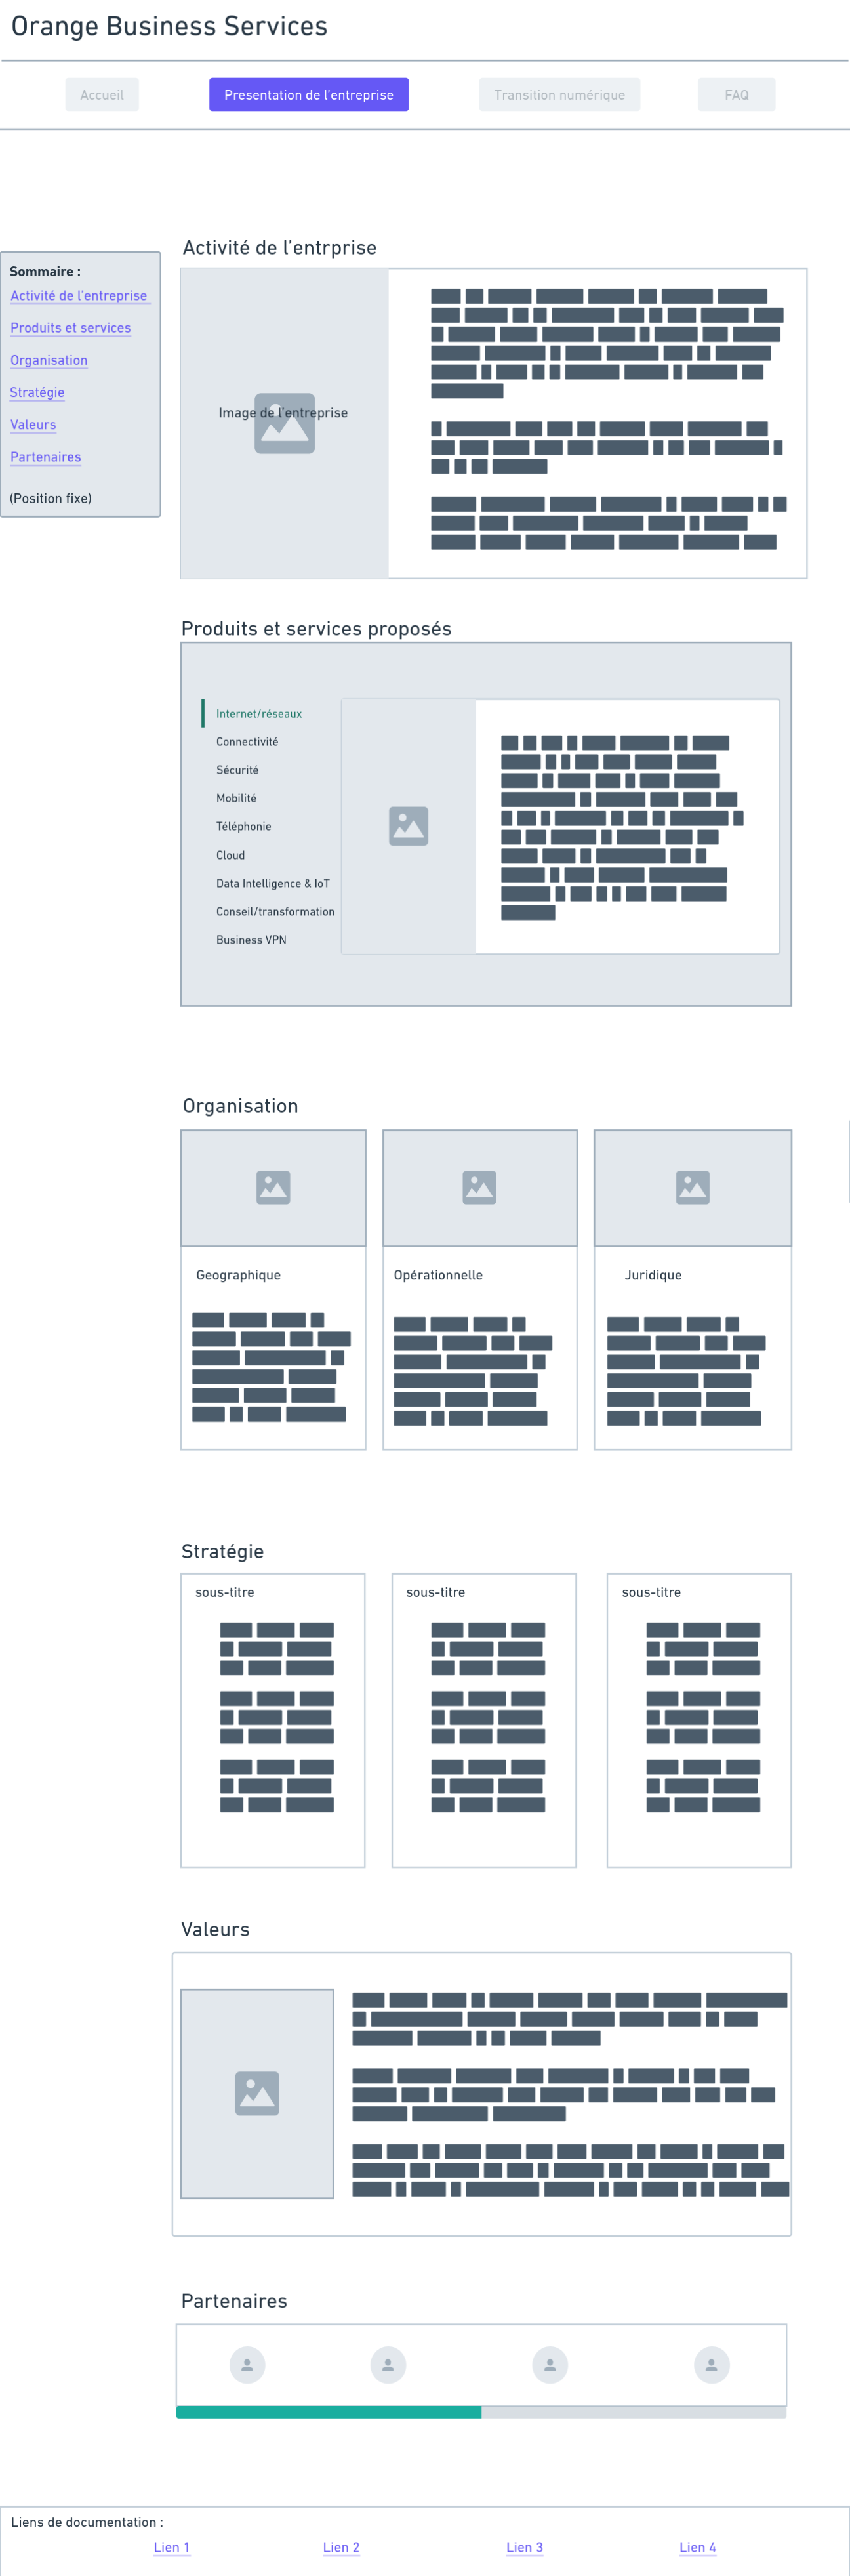 Orange Business Services
Accueil
Presentation de l'entreprise
Transition numérique
FAQ
Sommaire :
Activité de l'entreprise
Produits et services
Organisation
Stratégie
Valeurs
Partenaires
(Position fixe)
Activité de l'entrprise
Image de l'entreprise
Produits et services proposés
Internet/réseaux
Connectivité
Sécurité
Mobilité
Téléphonie
Cloud
Data Intelligence & IoT
Conseil/transformation
Business VPN
Organisation
Geographique
Opérationnelle
Juridique
Stratégie
sous-titre
sous-titre
sous-titre
Valeurs
Partenaires
Liens de documentation :
Lien 1
Lien 2
Lien 3
Lien 4